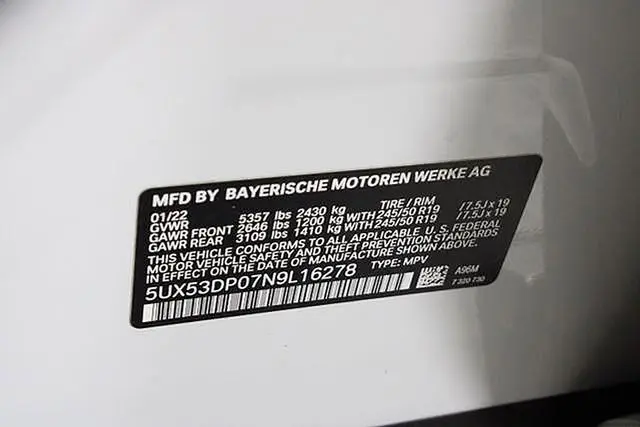 MFD BY BAYERISCHE MOTOREN WERKE AG
01/22 TIRE / RIM
GVWR 5357 lbs 2430 kg
GAWR FRONT 2646 lbs 1200 kg WITH 245/50 R19 / 7.5J x 19
GAWR REAR 3109 lbs 1410 kg WITH 245/50 R19 / 7.5J x 19
THIS VEHICLE CONFORMS TO ALL APPLICABLE U. S. FEDERAL
MOTOR VEHICLE SAFETY AND THEFT PREVENTION STANDARDS
IN EFFECT ON THE DATE OF MANUFACTURE SHOWN ABOVE.
5UX53DP07N9L16278 TYPE: MPV
A96M
7 320 730